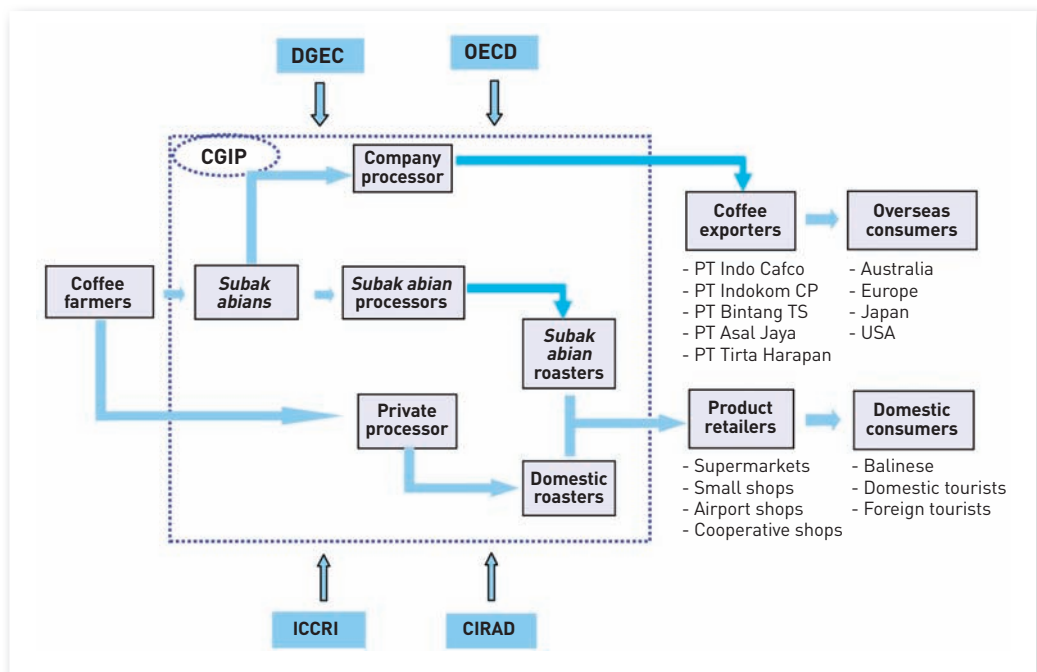 DGEC
OECD
CGIP
Company
processor
Coffee
exporters
Overseas
consumers
- PT Indo Cafco
- PT Indokom CP
- PT Bintang TS
- PT Asal Jaya
- PT Tirta Harapan
- Australia
- Europe
- Japan
- USA
Coffee
farmers
Subak
abians
Subak abian
processors
Subak
abian
roasters
Private
processor
Domestic
roasters
Product
retailers
Domestic
consumers
- Supermarkets
- Small shops
- Airport shops
- Cooperative shops
- Balinese
- Domestic tourists
- Foreign tourists
ICCRI
CIRAD